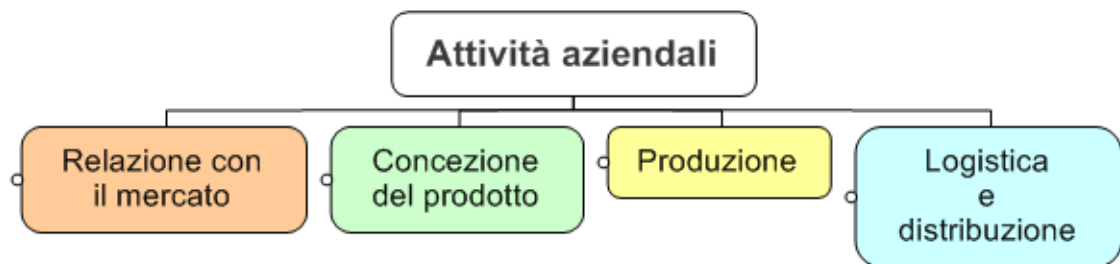 Attività aziendali
Relazione con
il mercato
Concezione
del prodotto
Produzione
Logistica
e
distribuzione